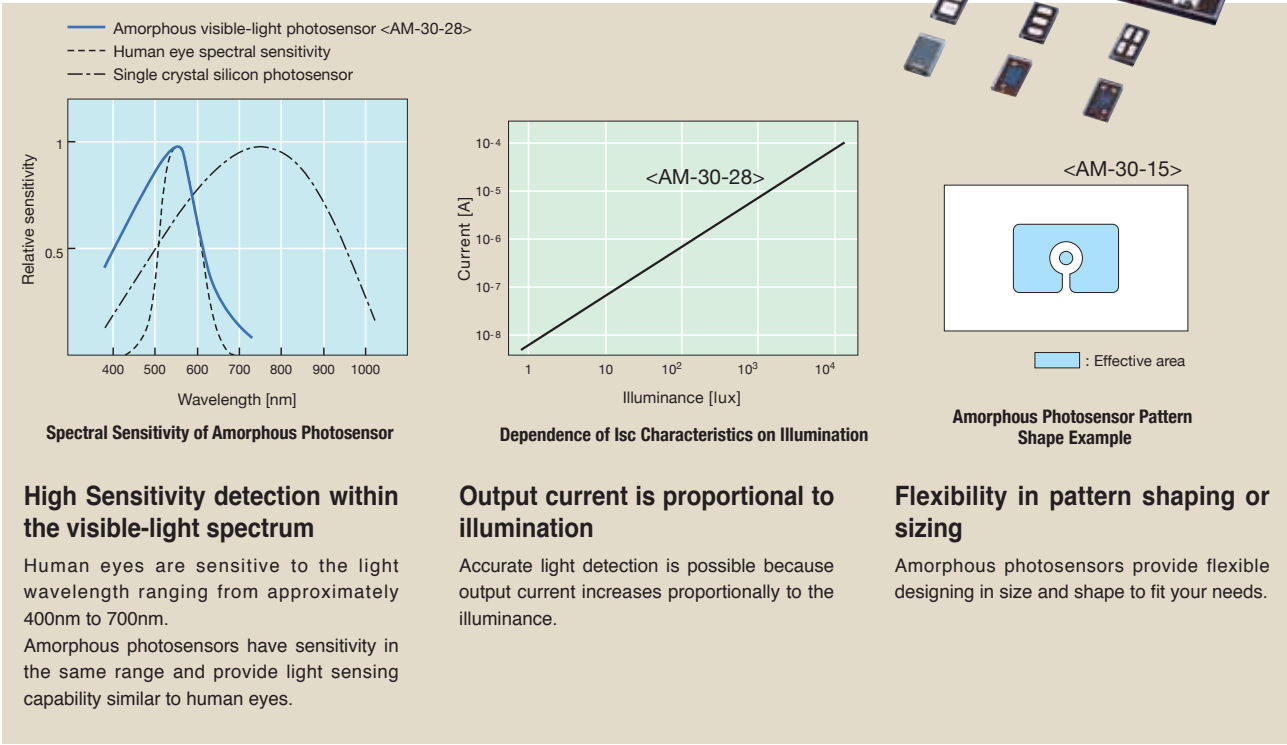 Amorphous visible-light photosensor <AM-30-28>
Human eye spectral sensitivity
Single crystal silicon photosensor
1
0.5
Relative sensitivity
400 500 600 700 800 900 1000
Wavelength [nm]
Spectral Sensitivity of Amorphous Photosensor
<AM-30-28>
10-4
10-5
10-6
10-7
10-8
Current [A]
1 10 10² 10³ 10⁴
Illuminance [lux]
Dependence of Isc Characteristics on Illumination
<AM-30-15>
: Effective area
Amorphous Photosensor Pattern
Shape Example
High Sensitivity detection within
the visible-light spectrum
Human eyes are sensitive to the light
wavelength ranging from approximately
400nm to 700nm.
Amorphous photosensors have sensitivity in
the same range and provide light sensing
capability similar to human eyes.
Output current is proportional to
illumination
Accurate light detection is possible because
output current increases proportionally to the
illuminance.
Flexibility in pattern shaping or
sizing
Amorphous photosensors provide flexible
designing in size and shape to fit your needs.